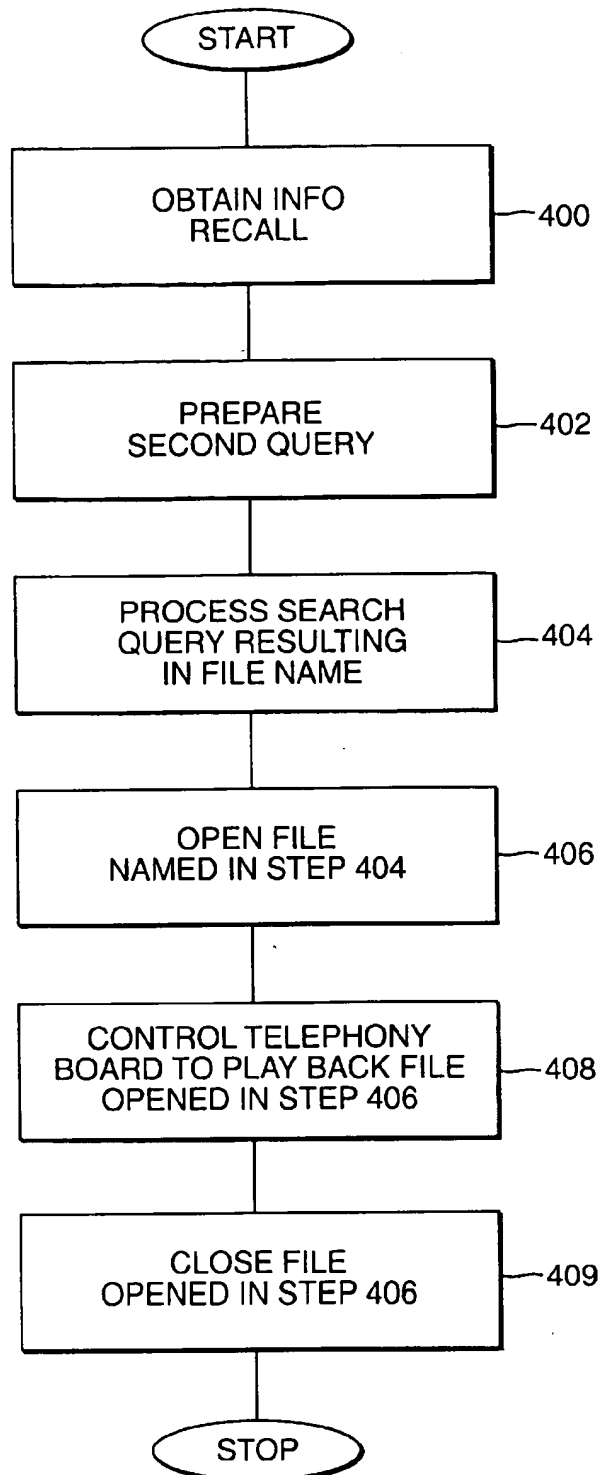 START
OBTAIN INFO
RECALL
400
PREPARE
SECOND QUERY
402
PROCESS SEARCH
QUERY RESULTING
IN FILE NAME
404
OPEN FILE
NAMED IN STEP 404
406
CONTROL TELEPHONY
BOARD TO PLAY BACK FILE
OPENED IN STEP 406
408
CLOSE FILE
OPENED IN STEP 406
409
STOP